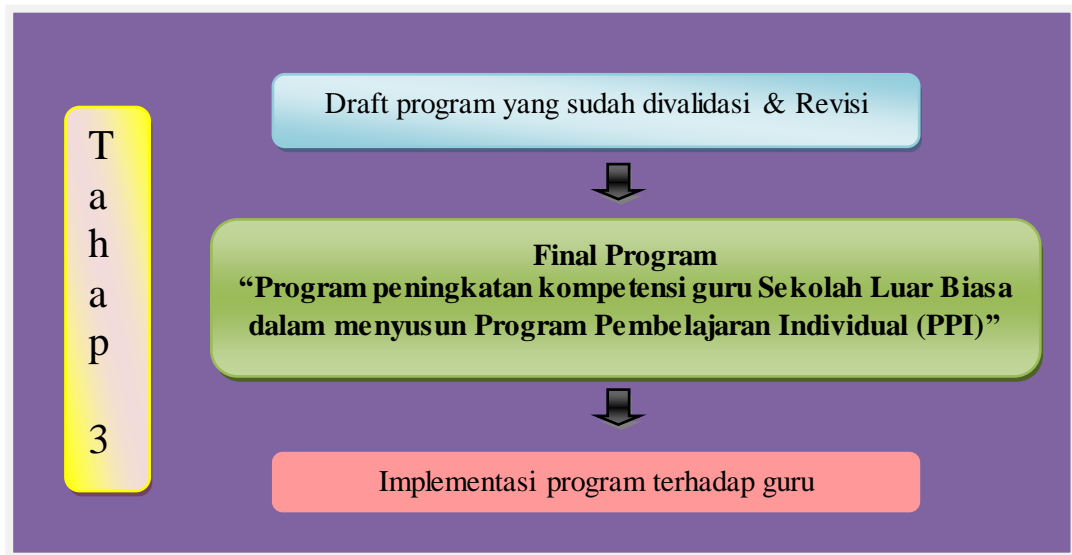 Tahap 3
Draft program yang sudah divalidasi & Revisi
Final Program
“Program peningkatan kompetensi guru Sekolah Luar Biasa
dalam menyusun Program Pembelajaran Individual (PPI)”
Implementasi program terhadap guru